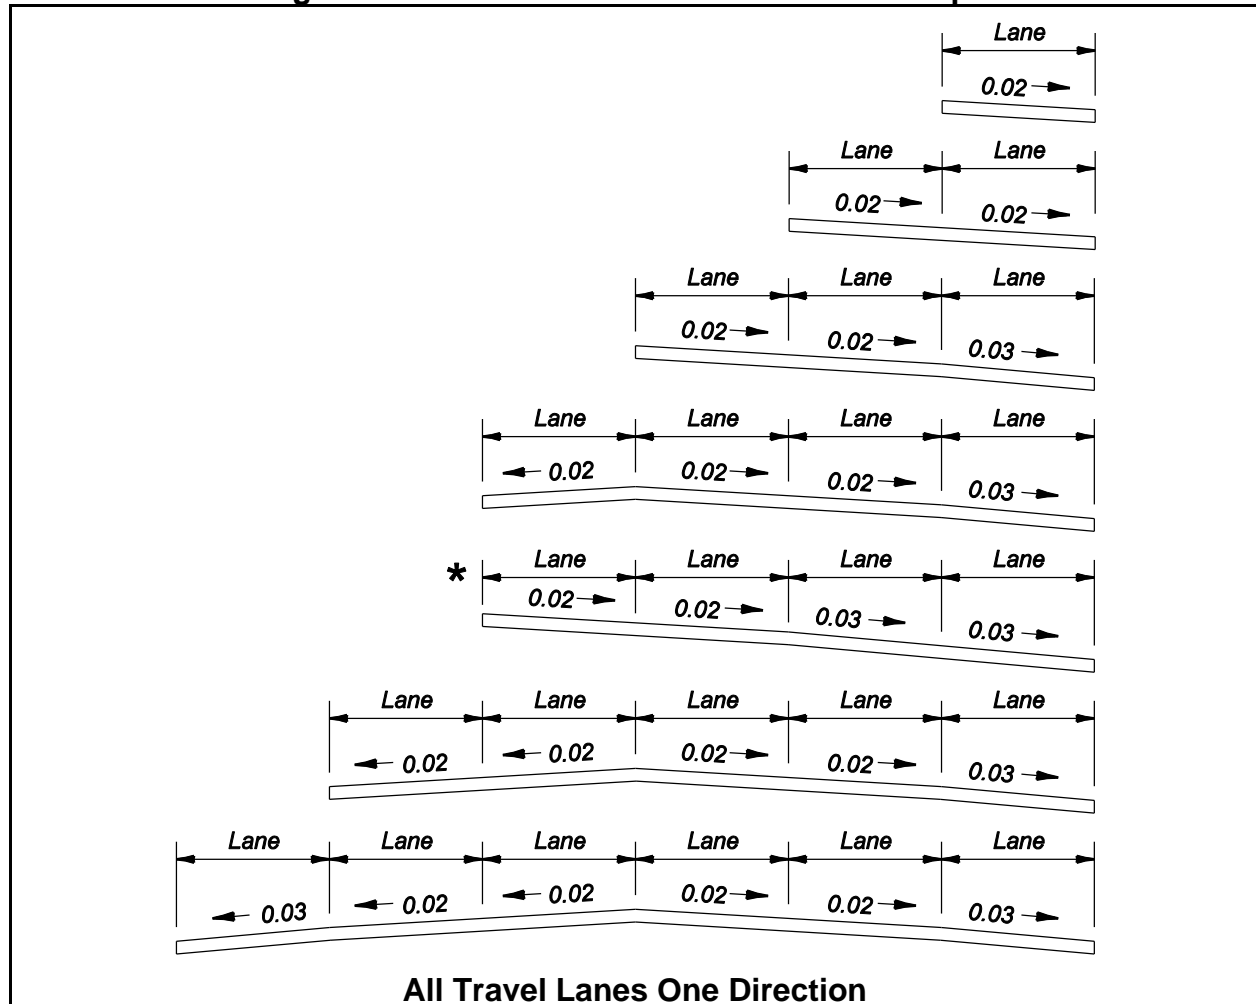 Lane
0.02
Lane Lane
0.02 0.02
Lane Lane Lane
0.02 0.02 0.03
Lane Lane Lane Lane
0.02 0.02 0.02 0.03
* Lane Lane Lane Lane
0.02 0.02 0.03 0.03
Lane Lane Lane Lane Lane
0.02 0.02 0.02 0.02 0.03
Lane Lane Lane Lane Lane Lane
0.03 0.02 0.02 0.02 0.02 0.03
All Travel Lanes One Direction